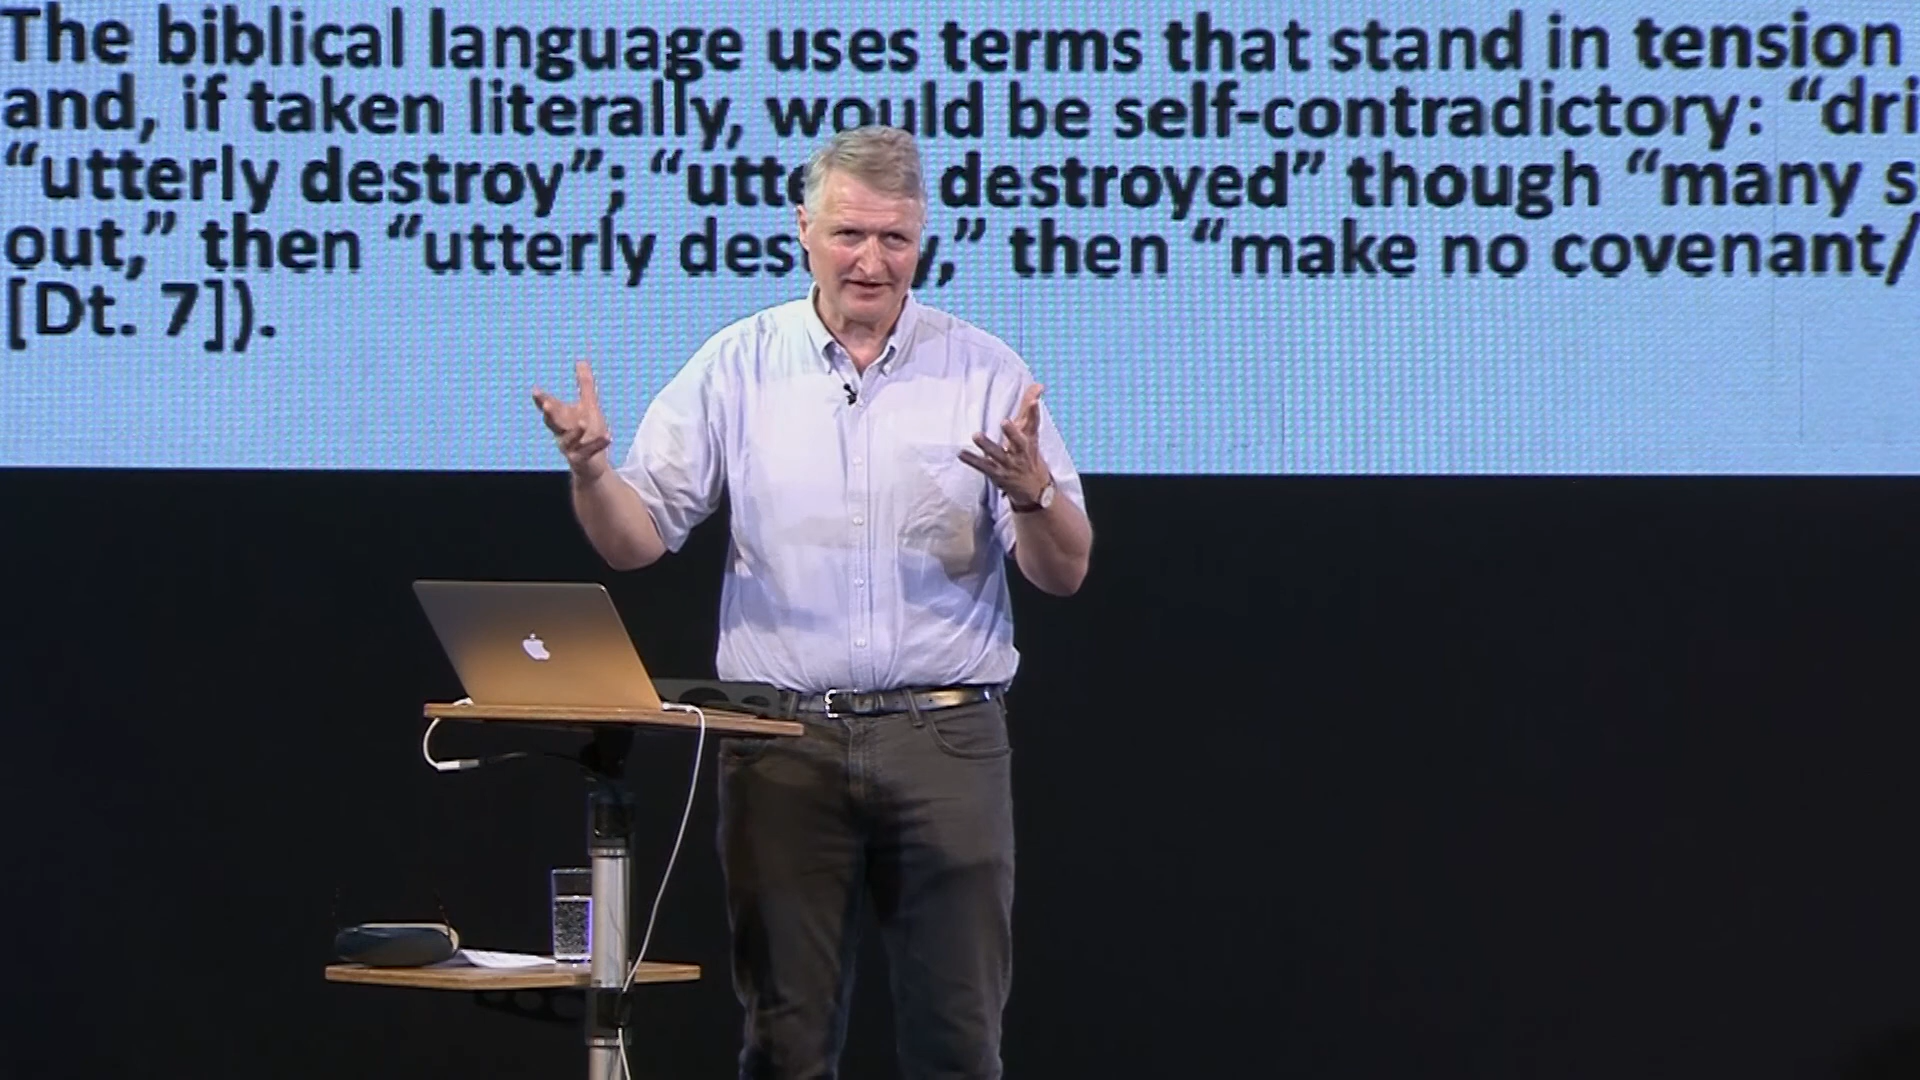 The biblical language uses terms that stand in tension
and, if taken literally, would be self-contradictory: “dri
“utterly destroy”; “utte destroyed” though “many s
out,” then “utterly des y,” then “make no covenant/
[Dt. 7]).